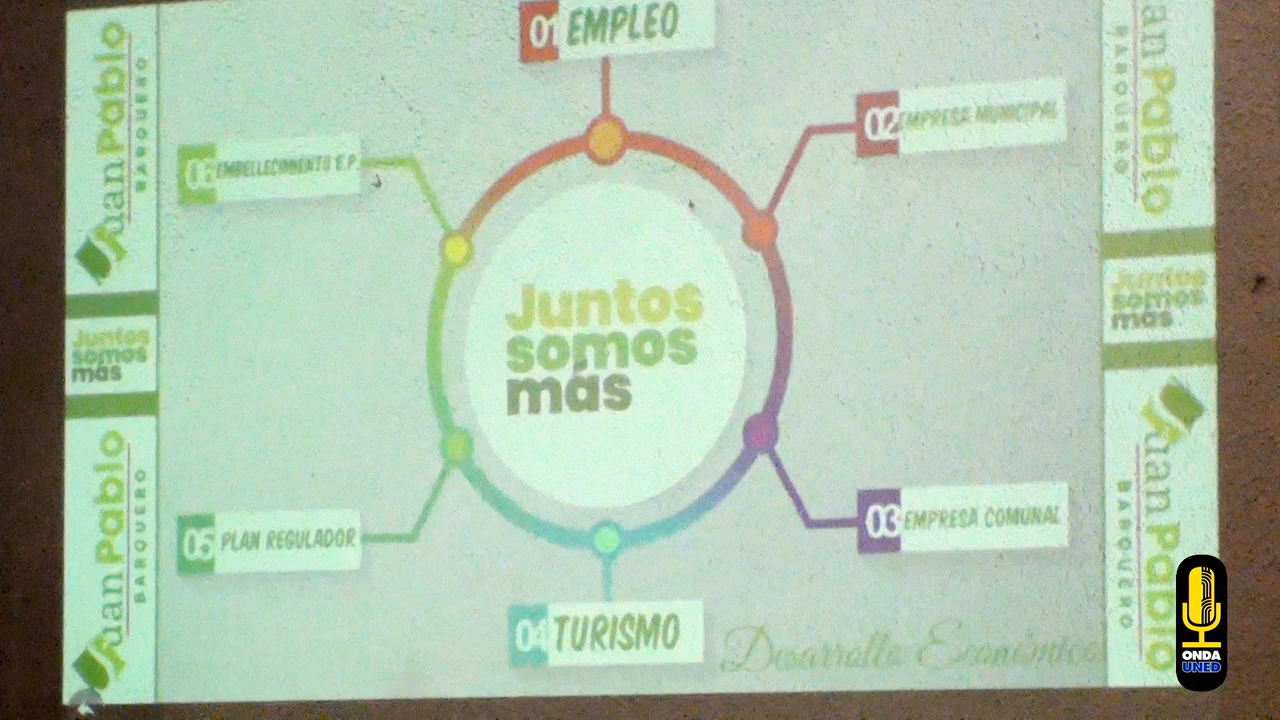 01 EMPLEO
02 EMPRESA MUNICIPAL
03 EMPRESA COMUNAL
04 TURISMO
05 PLAN REGULADOR
06 EMBELLECIMIENTO E.P
Juntos
somos
más
Desarrollo Económico
Juan Pablo
BARQUERO
Juntos
somos
más
Juan Pablo
BARQUERO
Juan Pablo
BARQUERO
Juntos
somos
más
Juan Pablo
BARQUERO
ONDA
UNED